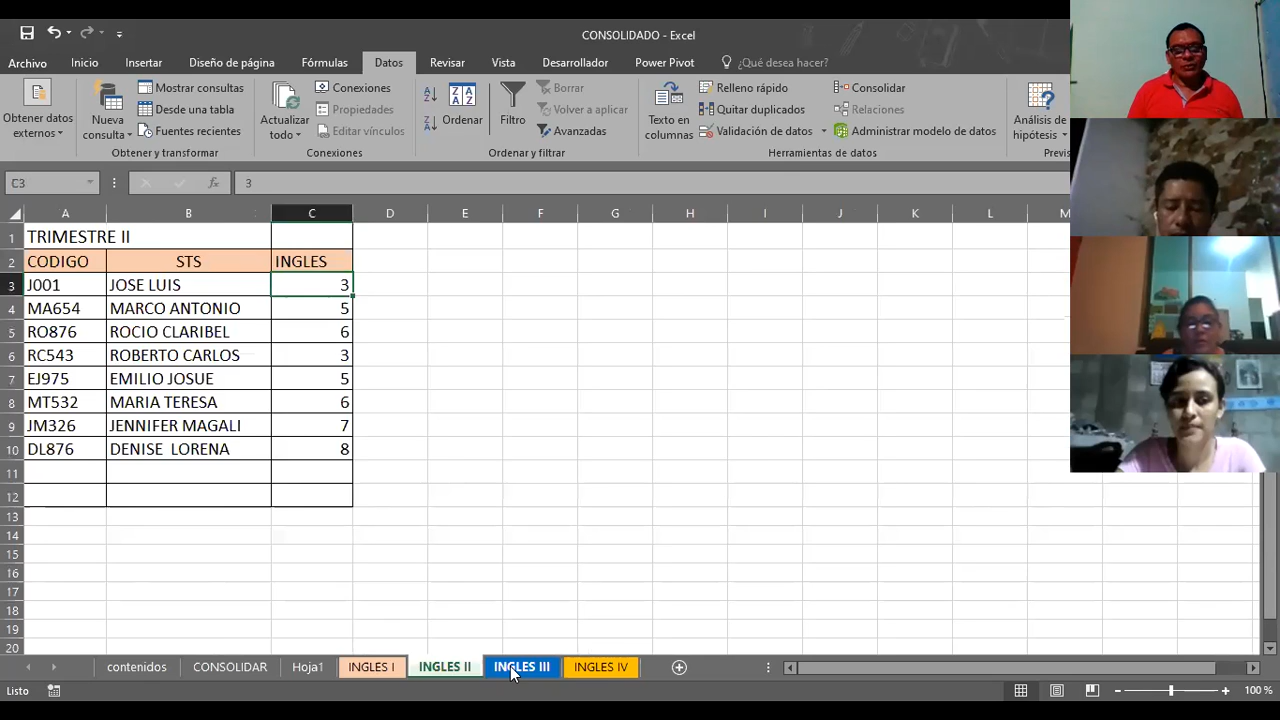 CONSOLIDADO - Excel
Archivo Inicio Insertar Diseño de página Fórmulas Datos Revisar Vista Desarrollador Power Pivot ¿Qué desea hacer?
Obtener datos externos
Nueva consulta
Mostrar consultas
Desde una tabla
Fuentes recientes
Obtener y transformar
Actualizar todo
Conexiones
Propiedades
Editar vínculos
Conexiones
Ordenar
Filtro
Borrar
Volver a aplicar
Avanzadas
Ordenar y filtrar
Texto en columnas
Relleno rápido
Quitar duplicados
Validación de datos
Consolidar
Relaciones
Administrar modelo de datos
Herramientas de datos
Análisis de hipótesis
Previs
C3 fx 3
A B C D E F G H I J K L M
1 TRIMESTRE II
2 CODIGO STS INGLES
3 J001 JOSE LUIS 3
4 MA654 MARCO ANTONIO 5
5 RO876 ROCIO CLARIBEL 6
6 RC543 ROBERTO CARLOS 3
7 EJ975 EMILIO JOSUE 5
8 MT532 MARIA TERESA 6
9 JM326 JENNIFER MAGALI 7
10 DL876 DENISE LORENA 8
11
12
13
14
15
16
17
18
19
20
contenidos CONSOLIDAR Hoja1 INGLES I INGLES II INGLES III INGLES IV
Listo 100 %